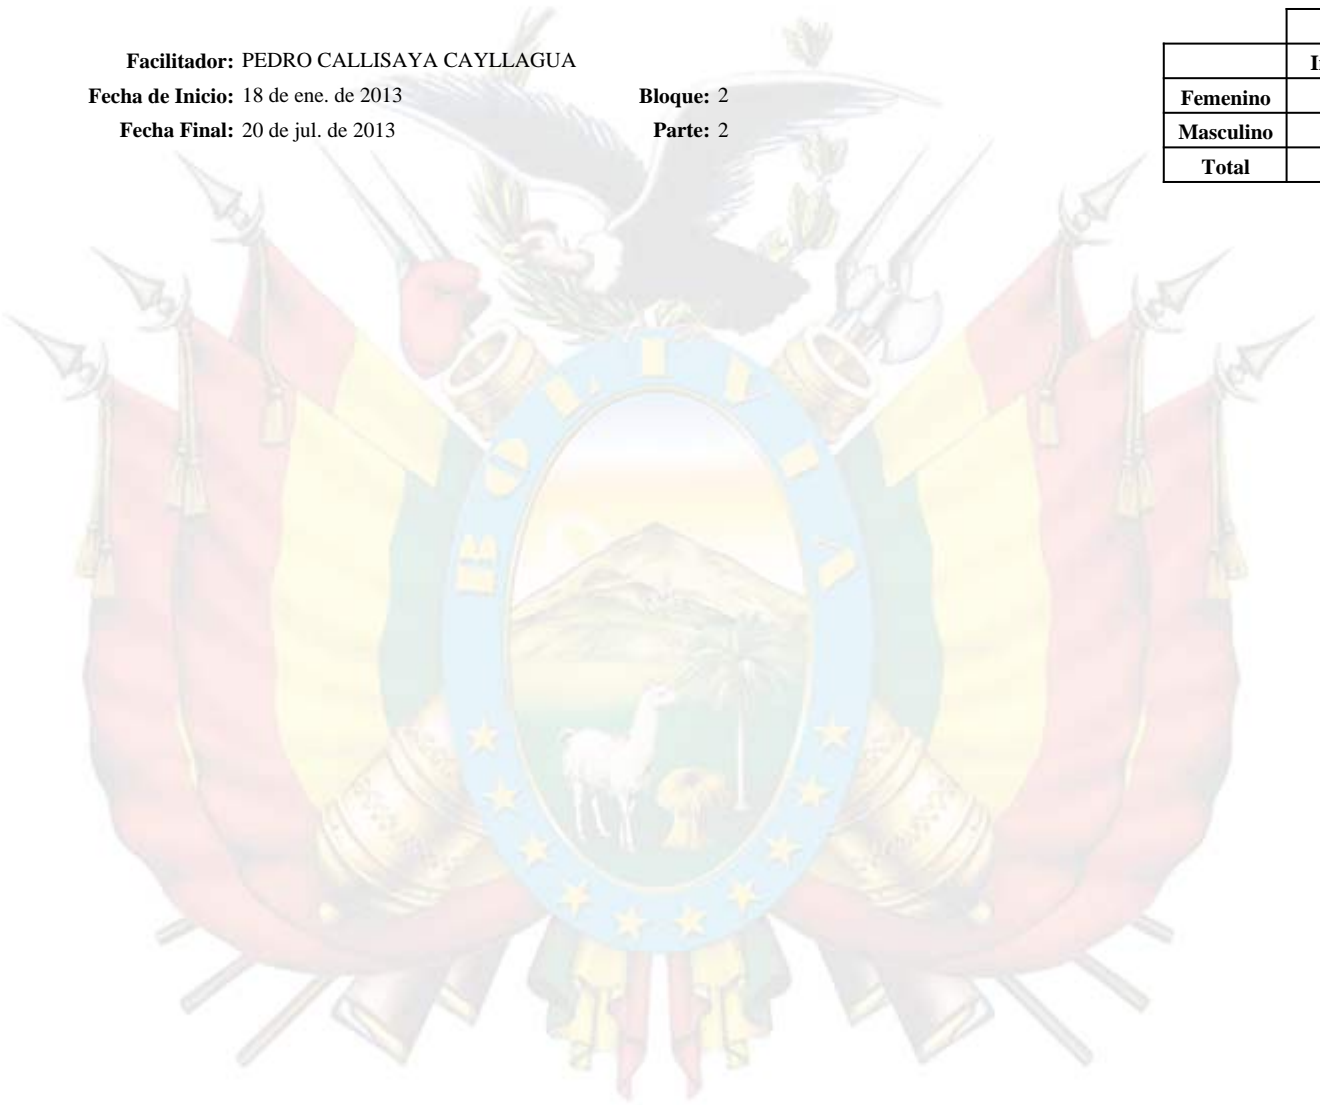 Facilitador: PEDRO CALLISAYA CAYLLAGUA
Fecha de Inicio: 18 de ene. de 2013 Bloque: 2
Fecha Final: 20 de jul. de 2013 Parte: 2
Femenino
Masculino
Total
BOLIVIA